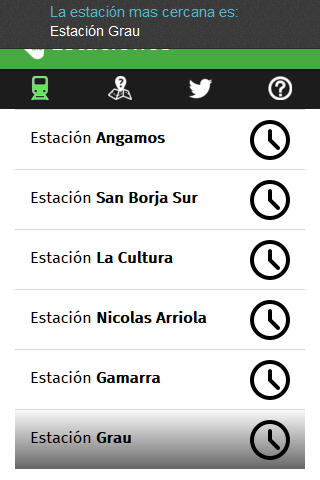 La estación mas cercana es:
Estación Grau
Estaciones
Estación Angamos
Estación San Borja Sur
Estación La Cultura
Estación Nicolas Arriola
Estación Gamarra
Estación Grau